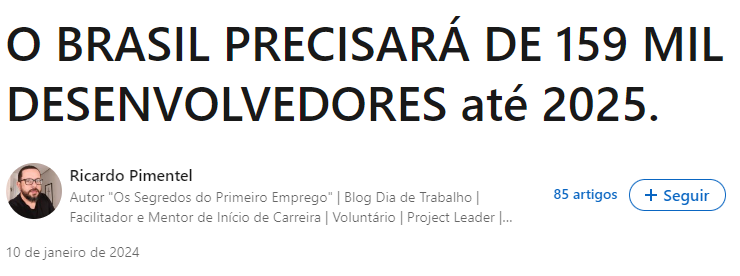 O BRASIL PRECISARÁ DE 159 MIL
DESENVOLVEDORES até 2025.
Ricardo Pimentel
Autor "Os Segredos do Primeiro Emprego" | Blog Dia de Trabalho |
Facilitador e Mentor de Início de Carreira | Voluntário | Project Leader |...
85 artigos
+ Seguir
10 de janeiro de 2024